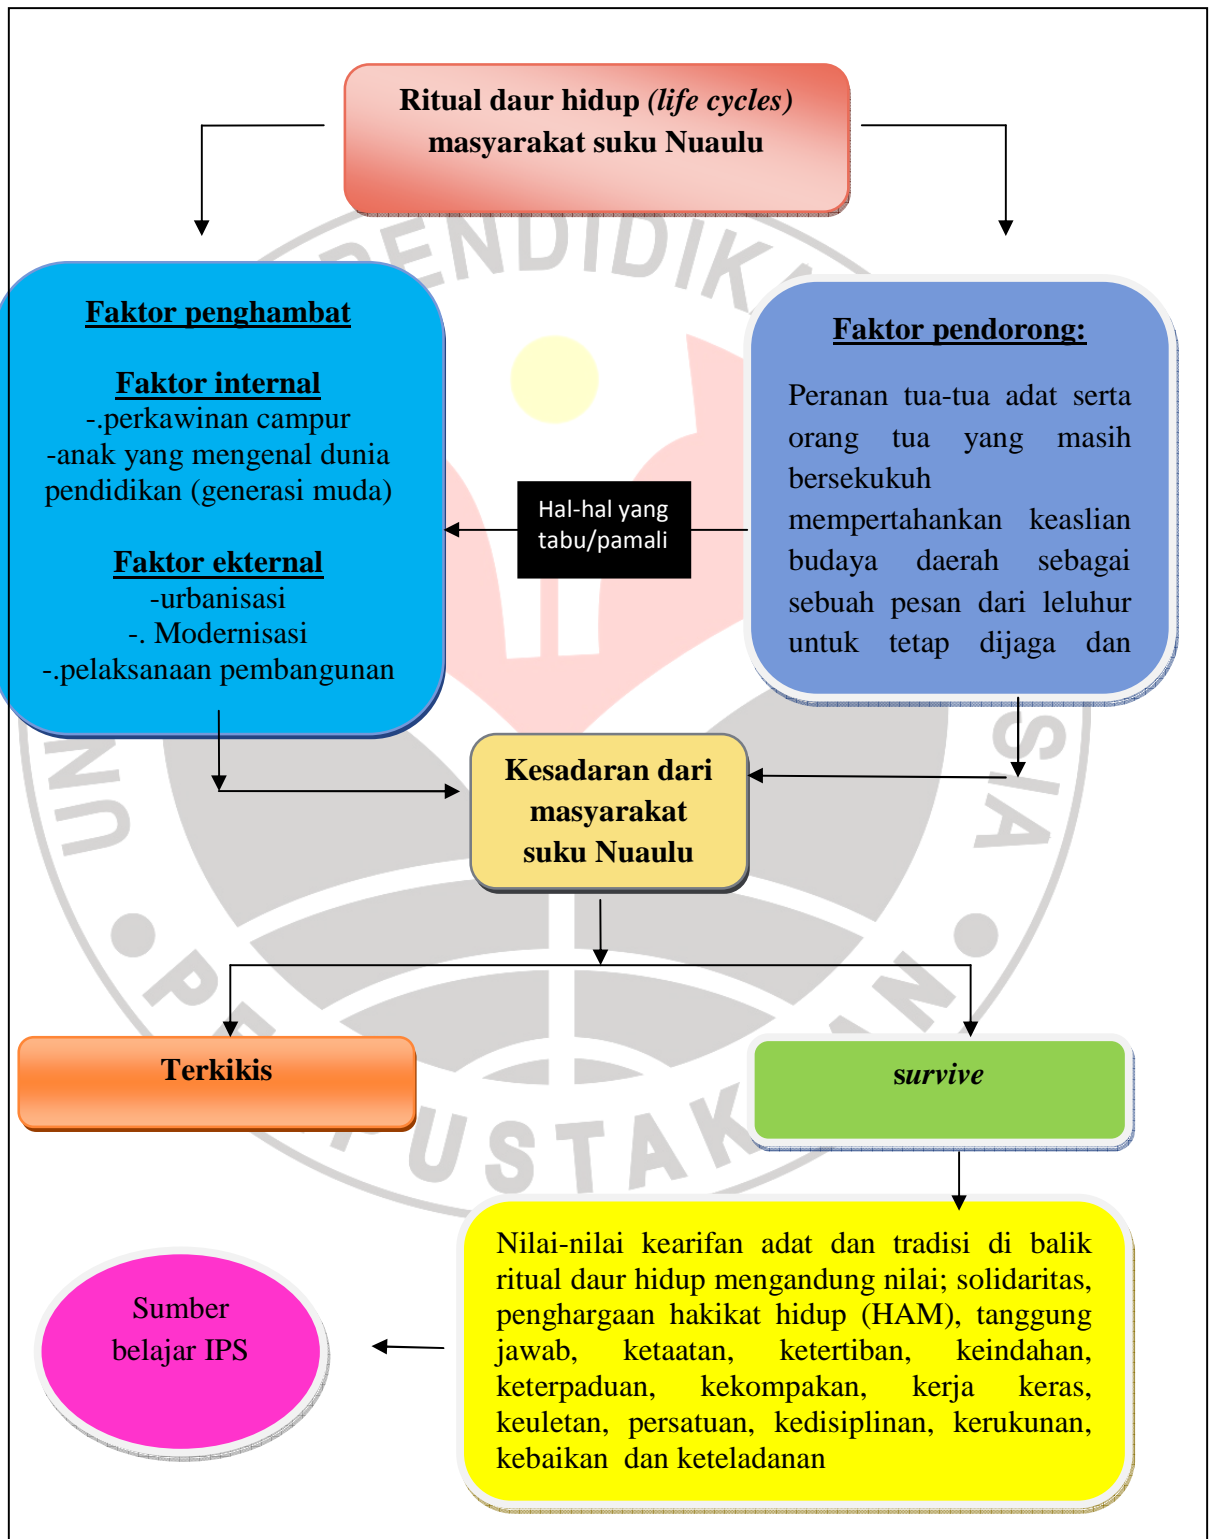 Ritual daur hidup (life cycles)
masyarakat suku Nuaulu
PENDIDIKA
Faktor penghambat
Faktor internal
-.perkawinan campur
-anak yang mengenal dunia
pendidikan (generasi muda)
Faktor ekternal
-urbanisasi
-. Modernisasi
-.pelaksanaan pembangunan
Hal-hal yang
tabu/pamali
Faktor pendorong:
Peranan tua-tua adat serta
orang tua yang masih
bersekukuh
mempertahankan keaslian
budaya daerah sebagai
sebuah pesan dari leluhur
untuk tetap dijaga dan
UN
SIA
Kesadaran dari
masyarakat
suku Nuaulu
Terkikis
survive
PUSTAK
Nilai-nilai kearifan adat dan tradisi di balik
ritual daur hidup mengandung nilai; solidaritas,
penghargaan hakikat hidup (HAM), tanggung
jawab, ketaatan, ketertiban, keindahan,
keterpaduan, kekompakan, kerja keras,
keuletan, persatuan, kedisiplinan, kerukunan,
kebaikan  dan keteladanan
Sumber
belajar IPS